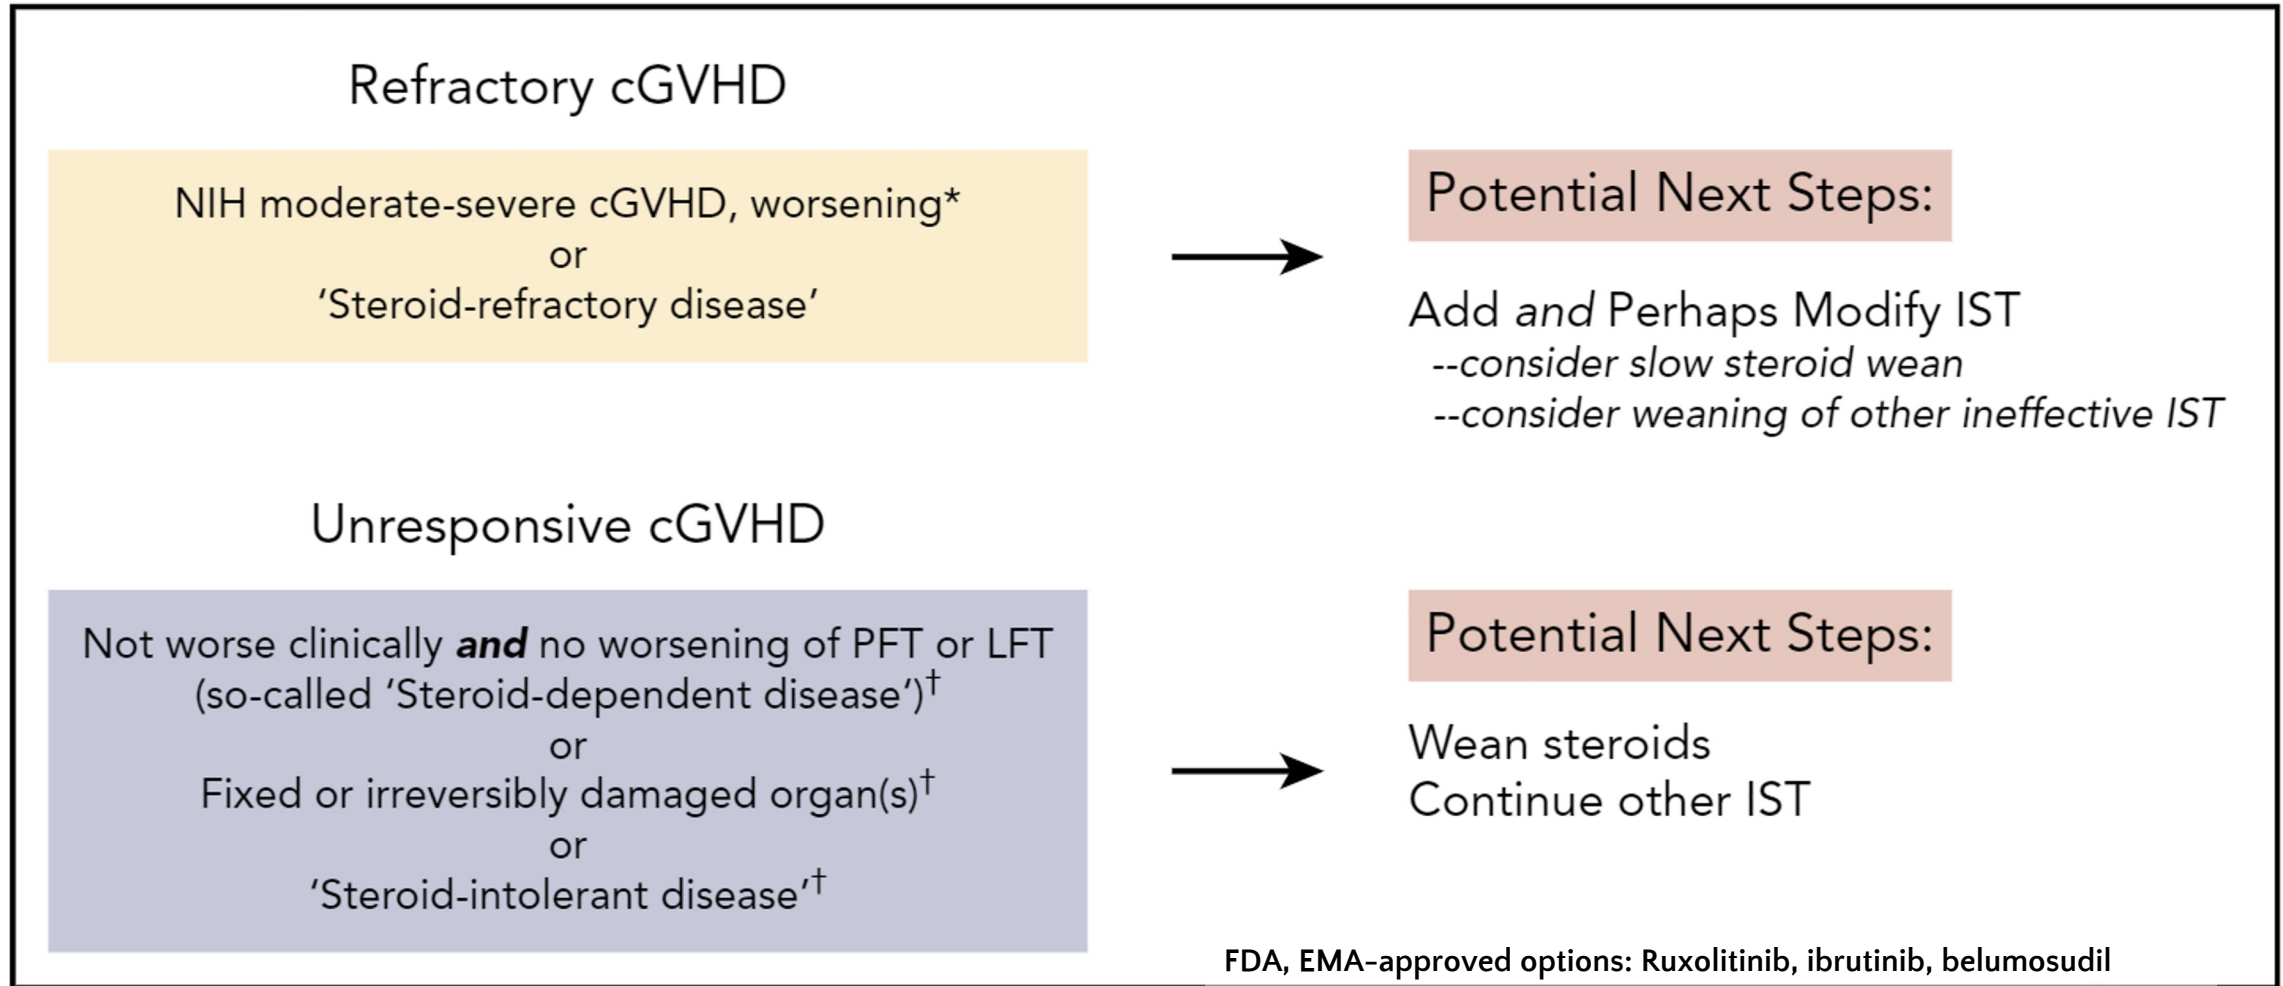 Refractory cGVHD
NIH moderate-severe cGVHD, worsening*
or
‘Steroid-refractory disease’
Potential Next Steps:
Add and Perhaps Modify IST
--consider slow steroid wean
--consider weaning of other ineffective IST
Unresponsive cGVHD
Not worse clinically and no worsening of PFT or LFT
(so-called ‘Steroid-dependent disease’)†
or
Fixed or irreversibly damaged organ(s)†
or
‘Steroid-intolerant disease’†
Potential Next Steps:
Wean steroids
Continue other IST
FDA, EMA-approved options: Ruxolitinib, ibrutinib, belumosudil